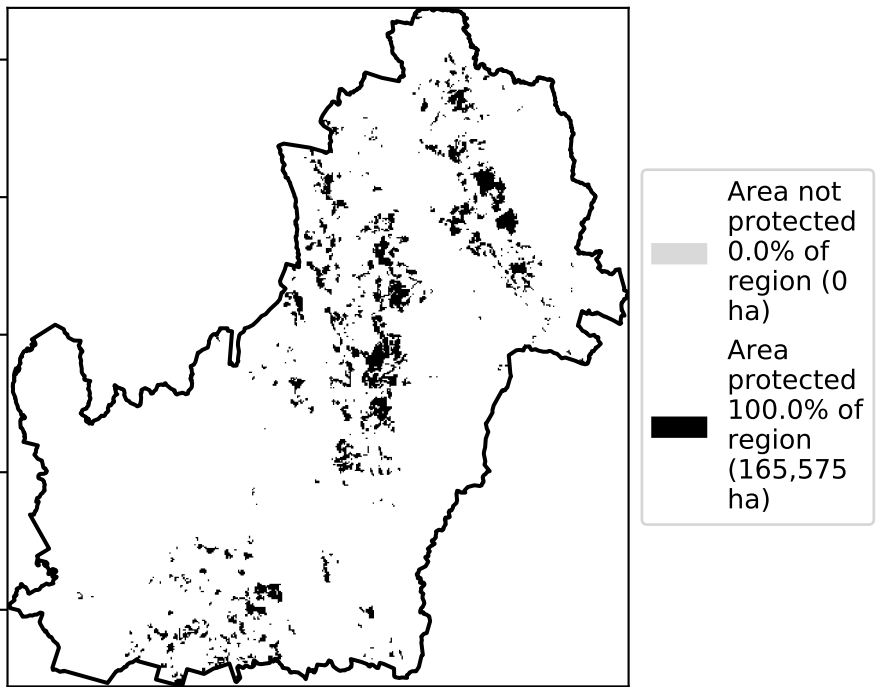 Area not
protected
0.0% of
region (0
ha)
Area
protected
100.0% of
region
(165,575
ha)